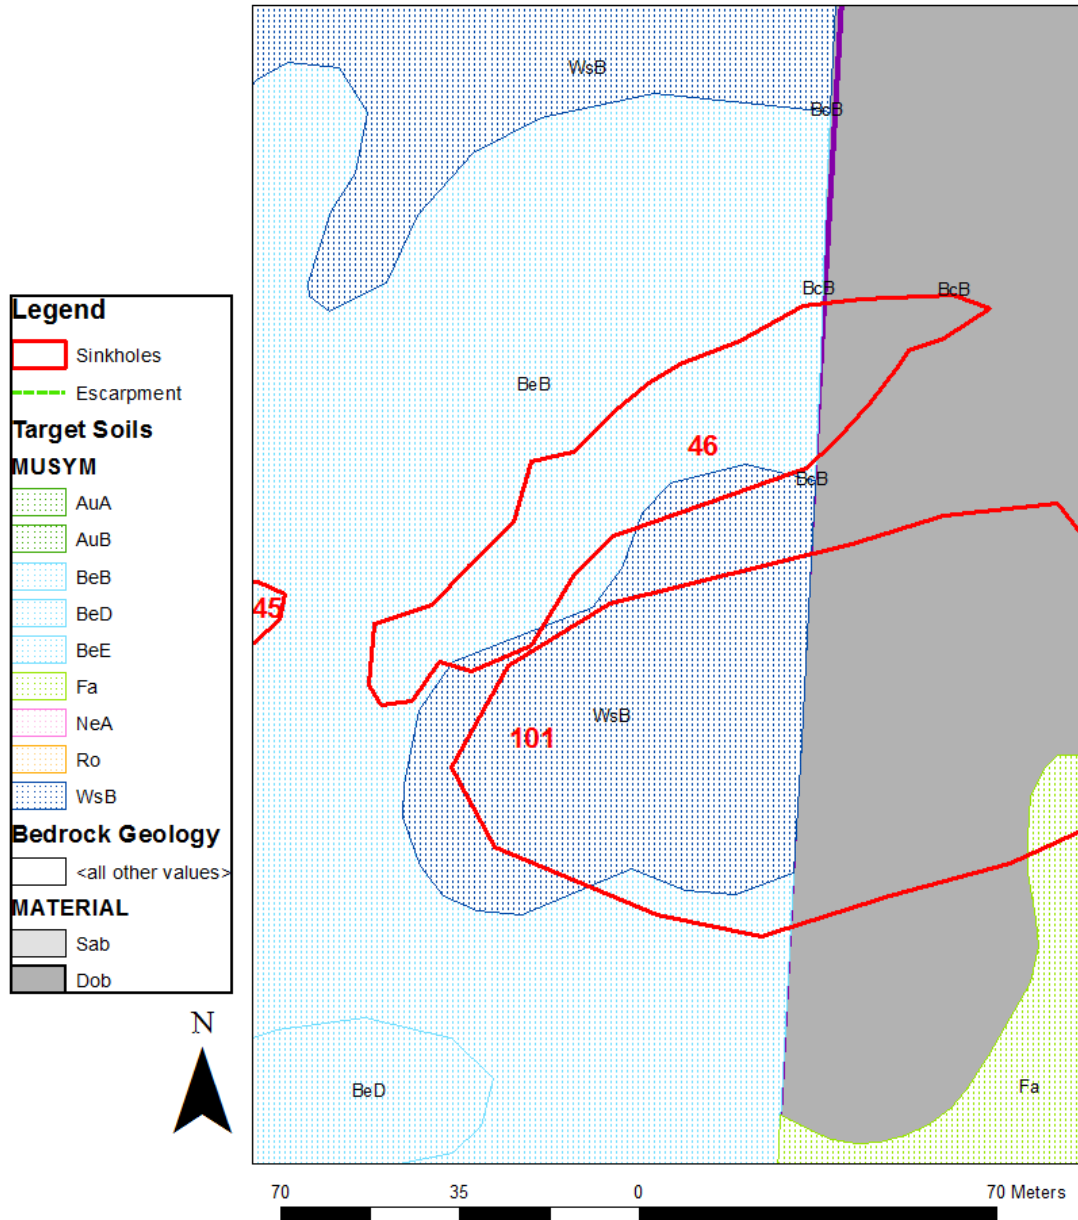 WsB
BcB
BcB
BcB
BeB
46
BcB
45
WsB
101
BeD
Fa
Legend
Sinkholes
Escarpment
Target Soils
MUSYM
AuA
AuB
BeB
BeD
BeE
Fa
NeA
Ro
WsB
Bedrock Geology
<all other values>
MATERIAL
Sab
Dob
N
70 35 0 70 Meters